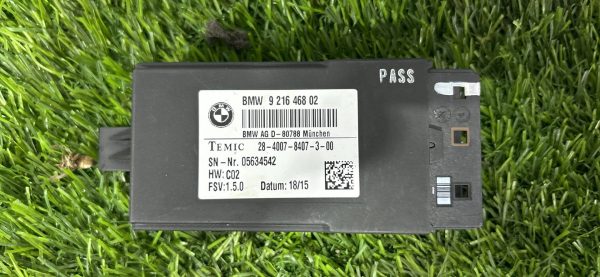 PASS
BMW
BMW 9 216 468 02
BMW AG D-80788 München
TEMIC 28-4007-8407-3-00
SN-Nr. 05634542
HW:C02
FSV:1.5.0 Datum: 18/15